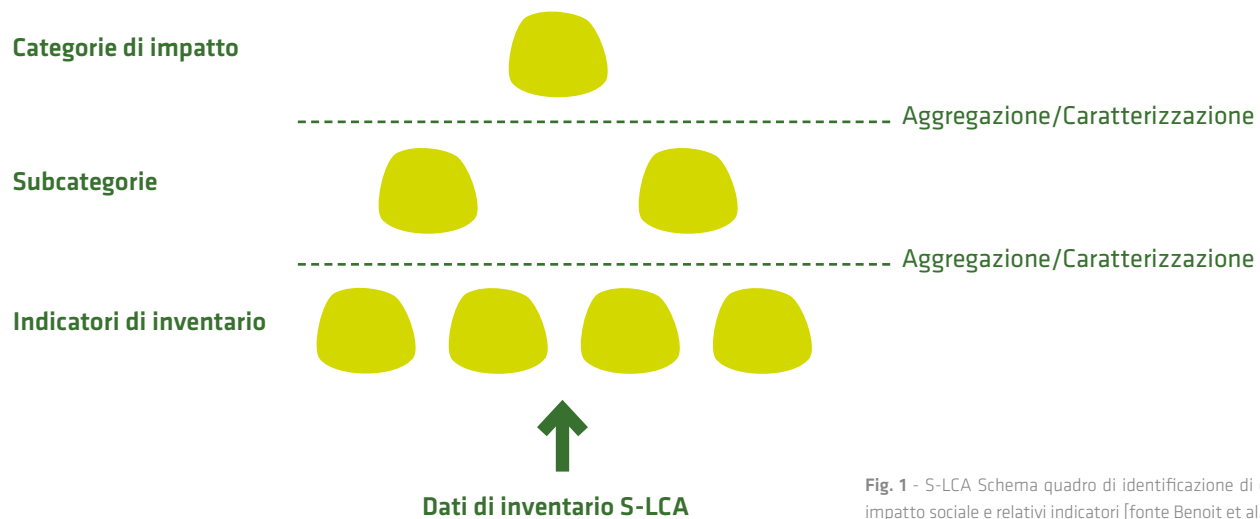 Categorie di impatto
Aggregazione/Caratterizzazione
Subcategorie
Aggregazione/Caratterizzazione
Indicatori di inventario
Dati di inventario S-LCA
Fig. 1 - S-LCA Schema quadro di identificazione di
impatto sociale e relativi indicatori [fonte Benoit et al